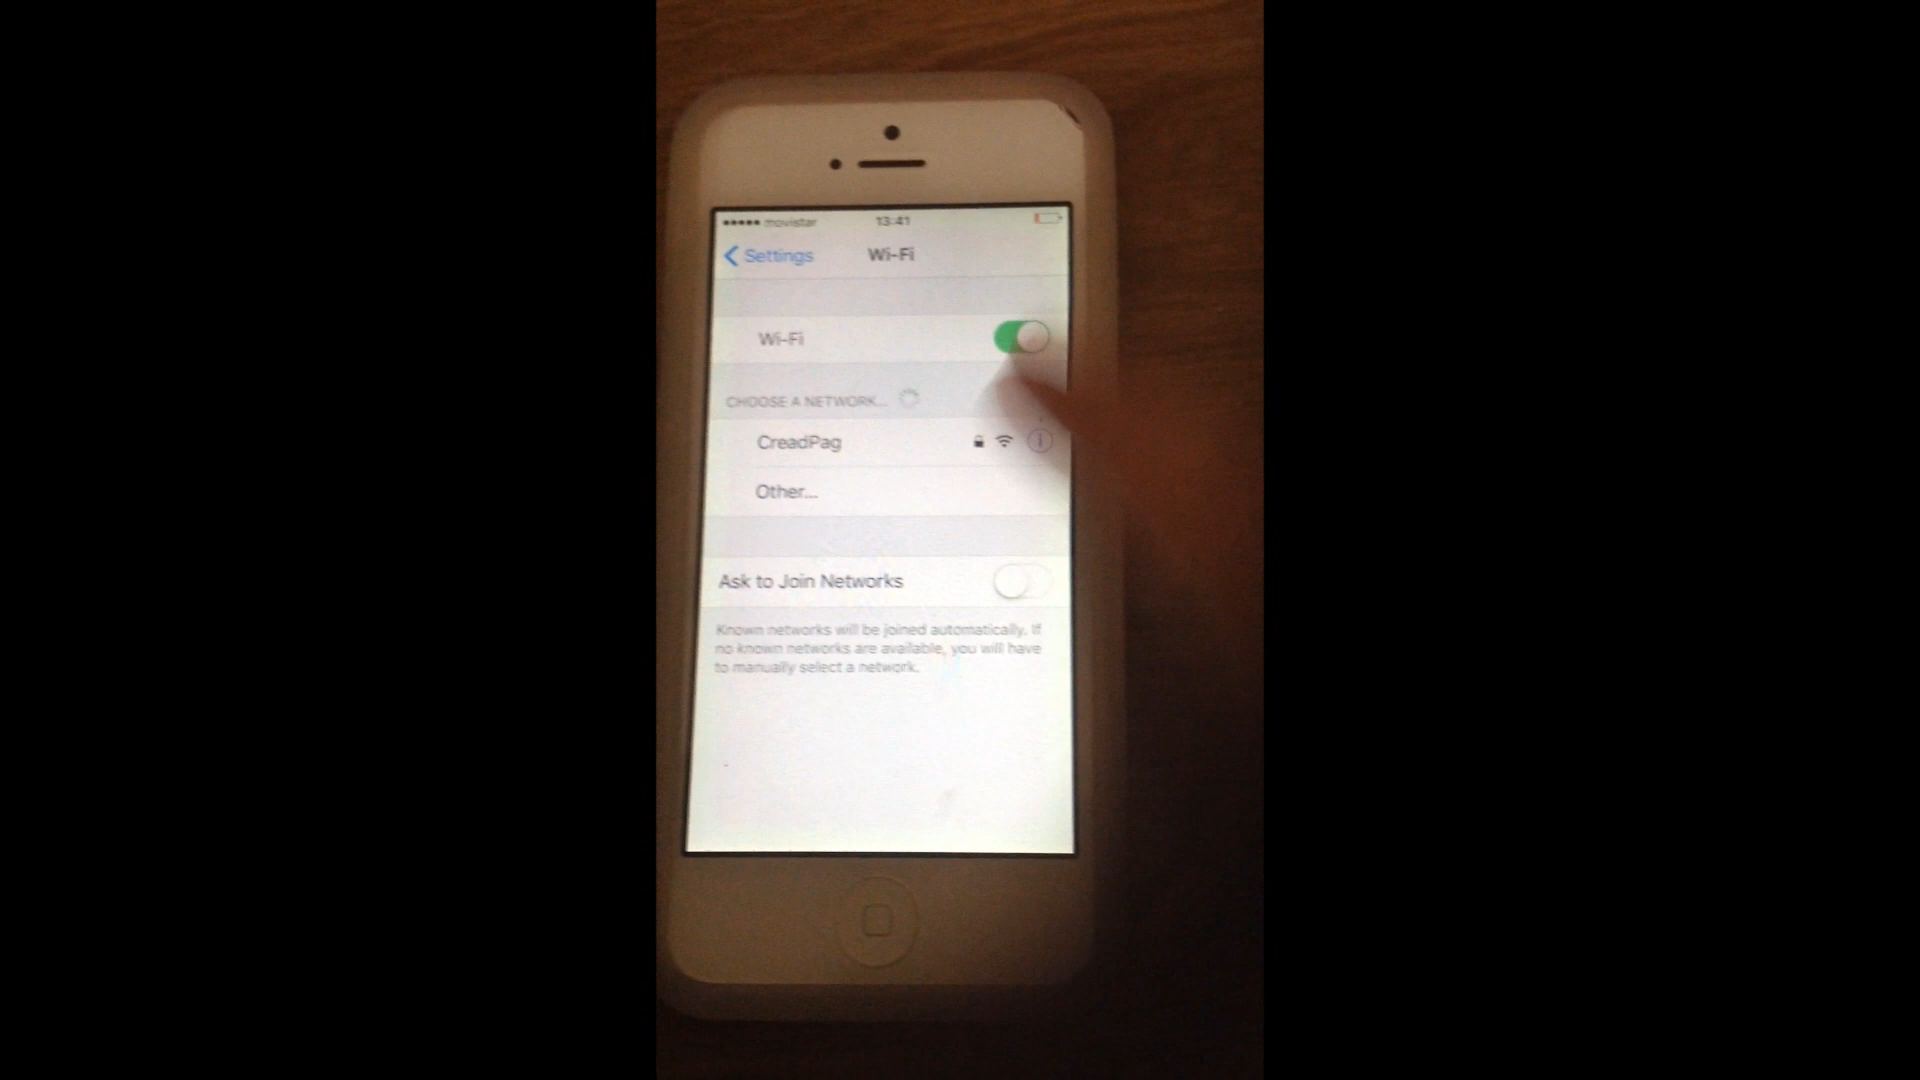 movistar 13:41
Settings Wi-Fi
Wi-Fi
CHOOSE A NETWORK...
CreadPag
Other...
Ask to Join Networks
Known networks will be joined automatically. If
no known networks are available, you will have
to manually select a network.